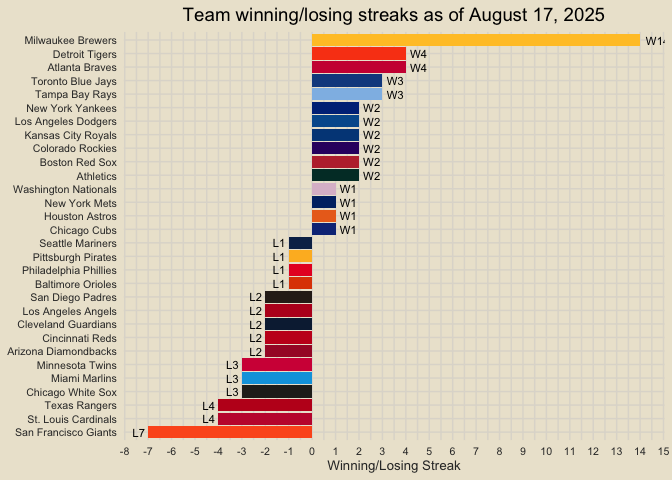 Team winning/losing streaks as of August 17, 2025
Milwaukee Brewers W14
Detroit Tigers W4
Atlanta Braves W4
Toronto Blue Jays W3
Tampa Bay Rays W3
New York Yankees W2
Los Angeles Dodgers W2
Kansas City Royals W2
Colorado Rockies W2
Boston Red Sox W2
Athletics W2
Washington Nationals W1
New York Mets W1
Houston Astros W1
Chicago Cubs W1
Seattle Mariners L1
Pittsburgh Pirates L1
Philadelphia Phillies L1
Baltimore Orioles L1
San Diego Padres L2
Los Angeles Angels L2
Cleveland Guardians L2
Cincinnati Reds L2
Arizona Diamondbacks L2
Minnesota Twins L3
Miami Marlins L3
Chicago White Sox L3
Texas Rangers L4
St. Louis Cardinals L4
San Francisco Giants L7
-8 -7 -6 -5 -4 -3 -2 -1 0 1 2 3 4 5 6 7 8 9 10 11 12 13 14 15
Winning/Losing Streak